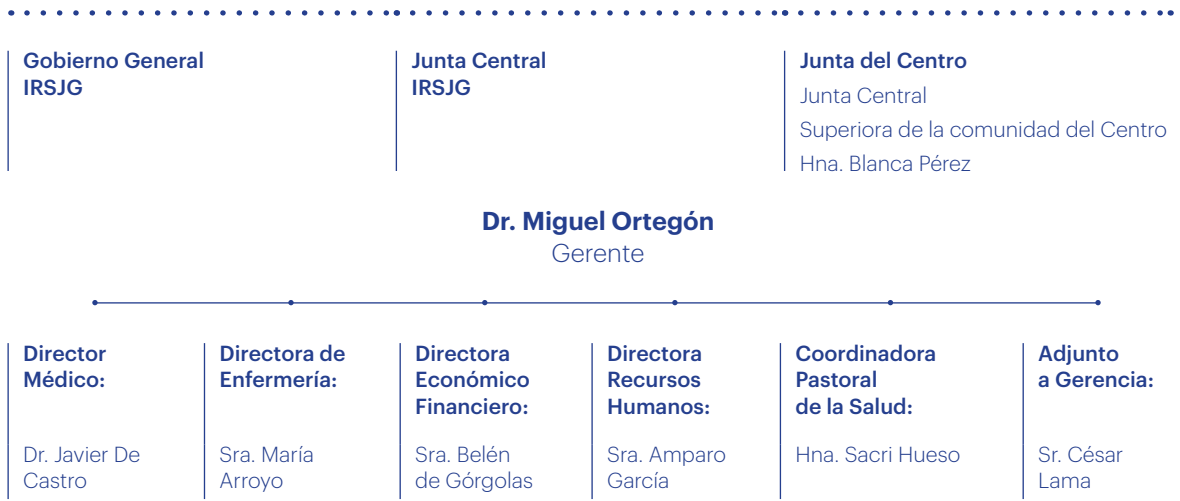 Gobierno General
IRSJG
Junta Central
IRSJG
Junta del Centro
Junta Central
Superiora de la comunidad del Centro
Hna. Blanca Pérez
Dr. Miguel Ortegón
Gerente
Director
Médico:
Dr. Javier De
Castro
Directora de
Enfermería:
Sra. María
Arroyo
Directora
Económico
Financiero:
Sra. Belén
de Górgolas
Directora
Recursos
Humanos:
Sra. Amparo
García
Coordinadora
Pastoral
de la Salud:
Hna. Sacri Hueso
Adjunto
a Gerencia:
Sr. César
Lama